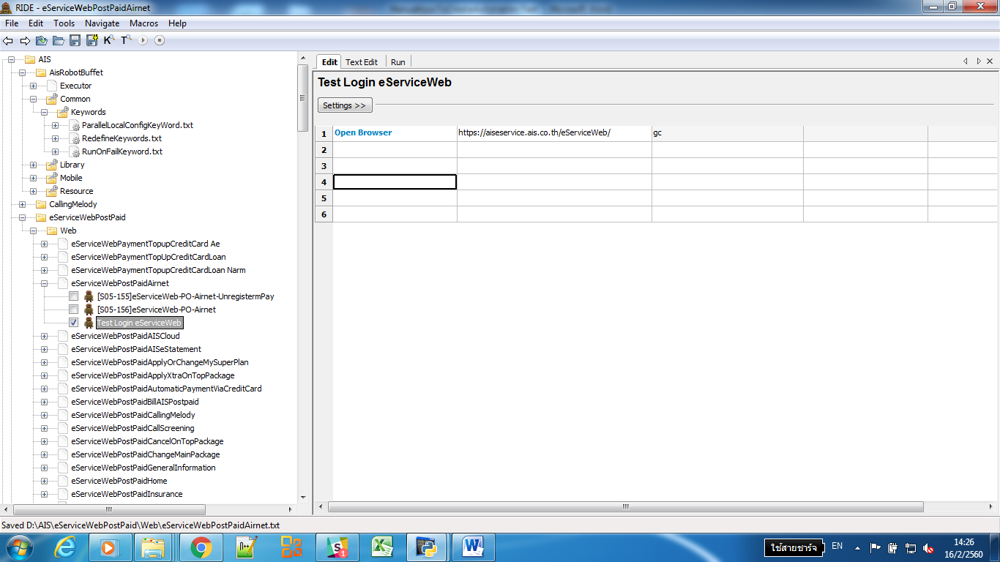 RIDE - eServiceWebPostPaidAirnet
File Edit Tools Navigate Macros Help
K T
AIS
AisRobotBuffet
Executor
Common
Keywords
ParallelLocalConfigKeyWord.txt
RedefineKeywords.txt
RunOnFailKeyword.txt
Library
Mobile
Resource
CallingMelody
eServiceWebPostPaid
Web
eServiceWebPaymentTopupCreditCard Ae
eServiceWebPaymentTopUpCreditCardLoan
eServiceWebPaymentTopupCreditCardLoan Narm
eServiceWebPostPaidAirnet
[S05-155]eServiceWeb-PO-Airnet-UnregistermPay
[S05-156]eServiceWeb-PO-Airnet
Test Login eServiceWeb
eServiceWebPostPaidAISCloud
eServiceWebPostPaidAISeStatement
eServiceWebPostPaidApplyOrChangeMySuperPlan
eServiceWebPostPaidApplyXtraOnTopPackage
eServiceWebPostPaidAutomaticPaymentViaCreditCard
eServiceWebPostPaidBillAISPostpaid
eServiceWebPostPaidCallingMelody
eServiceWebPostPaidCallScreening
eServiceWebPostPaidCancelOnTopPackage
eServiceWebPostPaidChangeMainPackage
eServiceWebPostPaidGeneralInformation
eServiceWebPostPaidHome
eServiceWebPostPaidInsurance
Edit Text Edit Run
Test Login eServiceWeb
Settings >>
1 Open Browser https://aiseservice.ais.co.th/eServiceWeb/ gc
2
3
4
5
6
Saved D:\AIS\eServiceWebPostPaid\Web\eServiceWebPostPaidAirnet.txt
ใช้สายชาร์จ
EN
14:26
16/2/2560